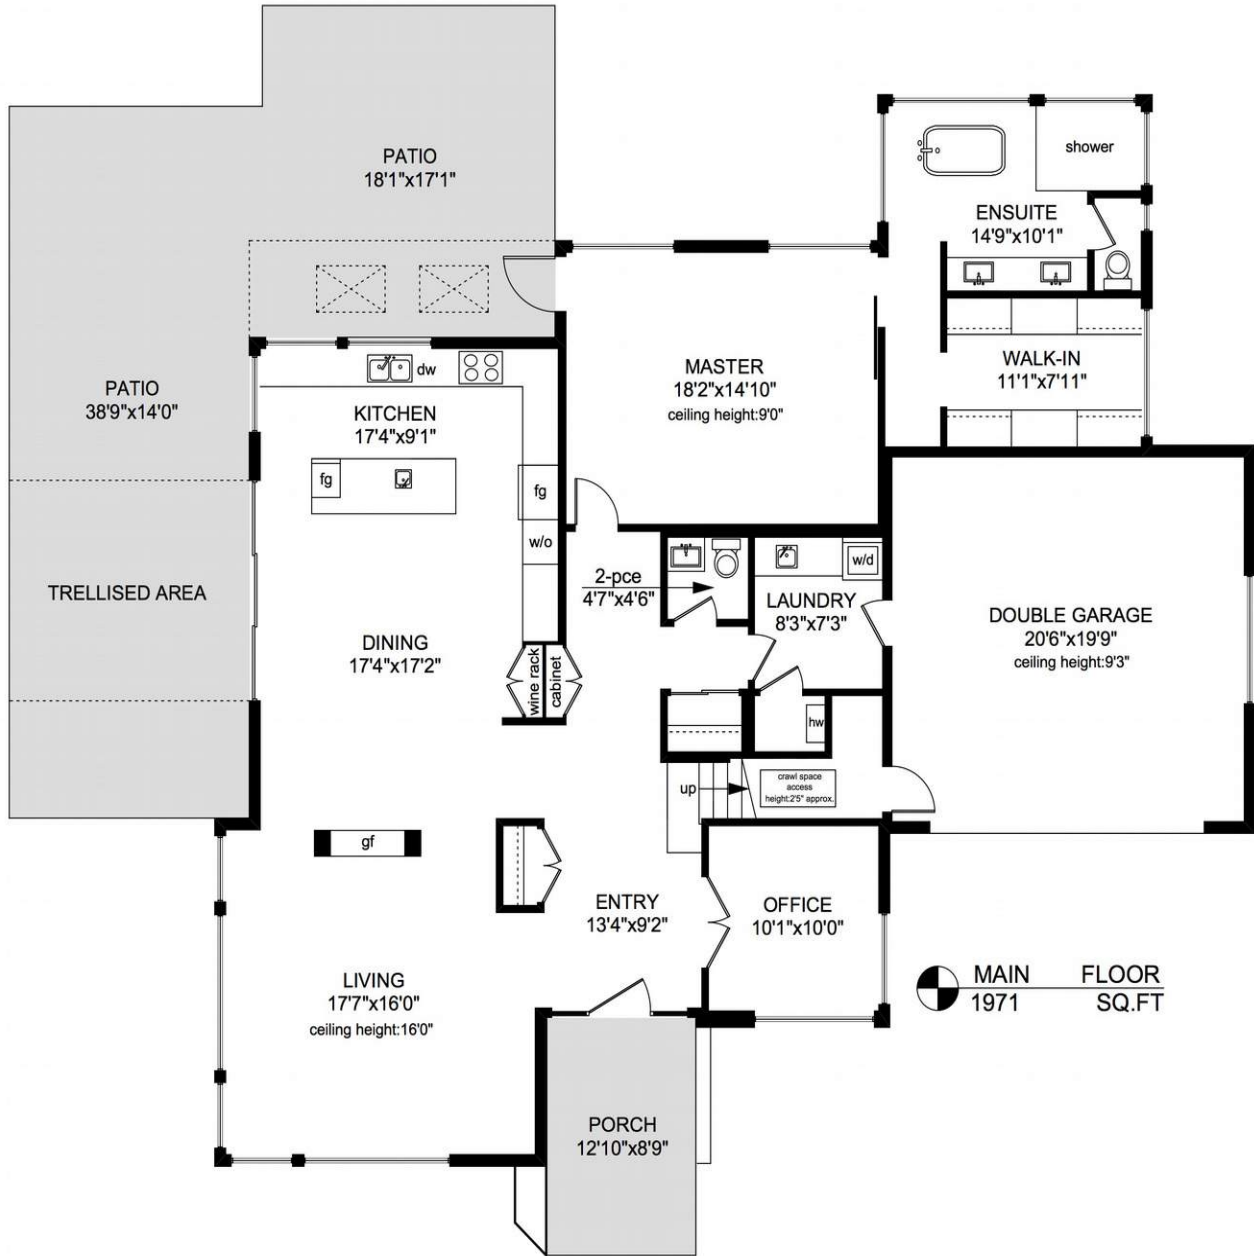 PATIO
18'1"x17'1"
shower
ENSUITE
14'9"x10'1"
PATIO
38'9"x14'0"
dw
KITCHEN
17'4"x9'1"
fg
fg
w/o
MASTER
18'2"x14'10"
ceiling height:9'0"
WALK-IN
11'1"x7'11"
TRELLISED AREA
DINING
17'4"x17'2"
wine rack
cabinet
2-pce
4'7"x4'6"
w/d
LAUNDRY
8'3"x7'3"
DOUBLE GARAGE
20'6"x19'9"
ceiling height:9'3"
hw
up
crawl space
access
height:2'5" approx.
gf
ENTRY
13'4"x9'2"
OFFICE
10'1"x10'0"
LIVING
17'7"x16'0"
ceiling height:16'0"
MAIN FLOOR
1971 SQ.FT
PORCH
12'10"x8'9"